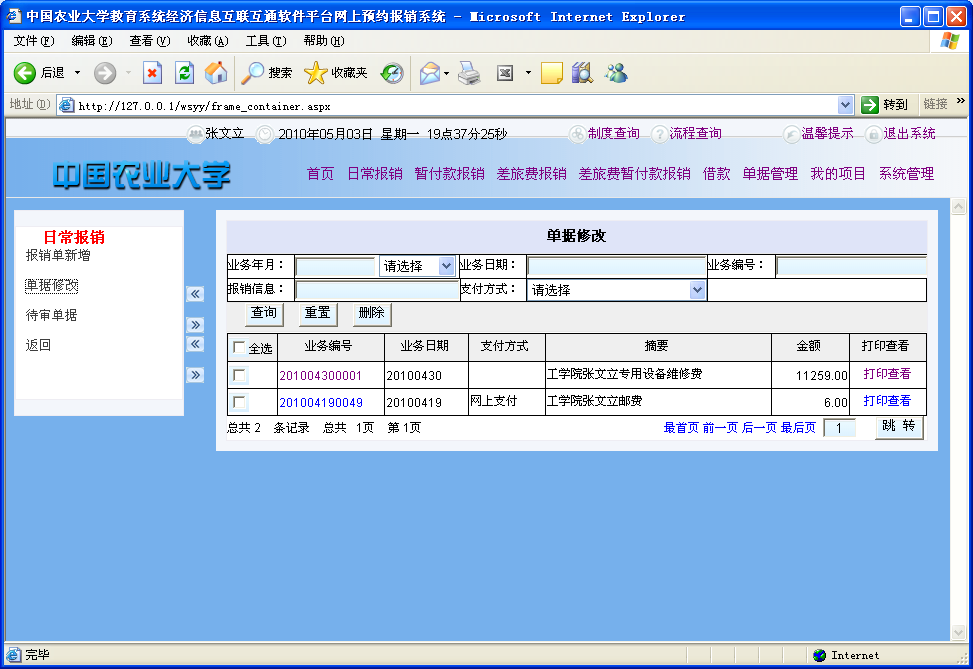 中国农业大学教育系统经济信息互联互通软件平台网上预约报销系统 - Microsoft Internet Explorer
文件(F) 编辑(E) 查看(V) 收藏(A) 工具(T) 帮助(H)
后退 搜索 收藏夹
地址(D) http://127.0.0.1/wsyy/frame_container.aspx 转到 链接 »
张文立 2010年05月03日 星期一 19点37分25秒 制度查询 流程查询 温馨提示 退出系统
中国农业大学 首页 日常报销 暂付款报销 差旅费报销 差旅费暂付款报销 借款 单据管理 我的项目 系统管理
日常报销
报销单新增
单据修改
待审单据
返回
«
»
«
»
单据修改
业务年月： 请选择 业务日期： 业务编号：
报销信息： 支付方式： 请选择
查询 重置 删除
全选 业务编号 业务日期 支付方式 摘要 金额 打印查看
201004300001 20100430 工学院张文立专用设备维修费 11259.00 打印查看
201004190049 20100419 网上支付 工学院张文立邮费 6.00 打印查看
总共 2 条记录 总共 1页 第 1页 最首页 前一页 后一页 最后页 1 跳 转
完毕 Internet